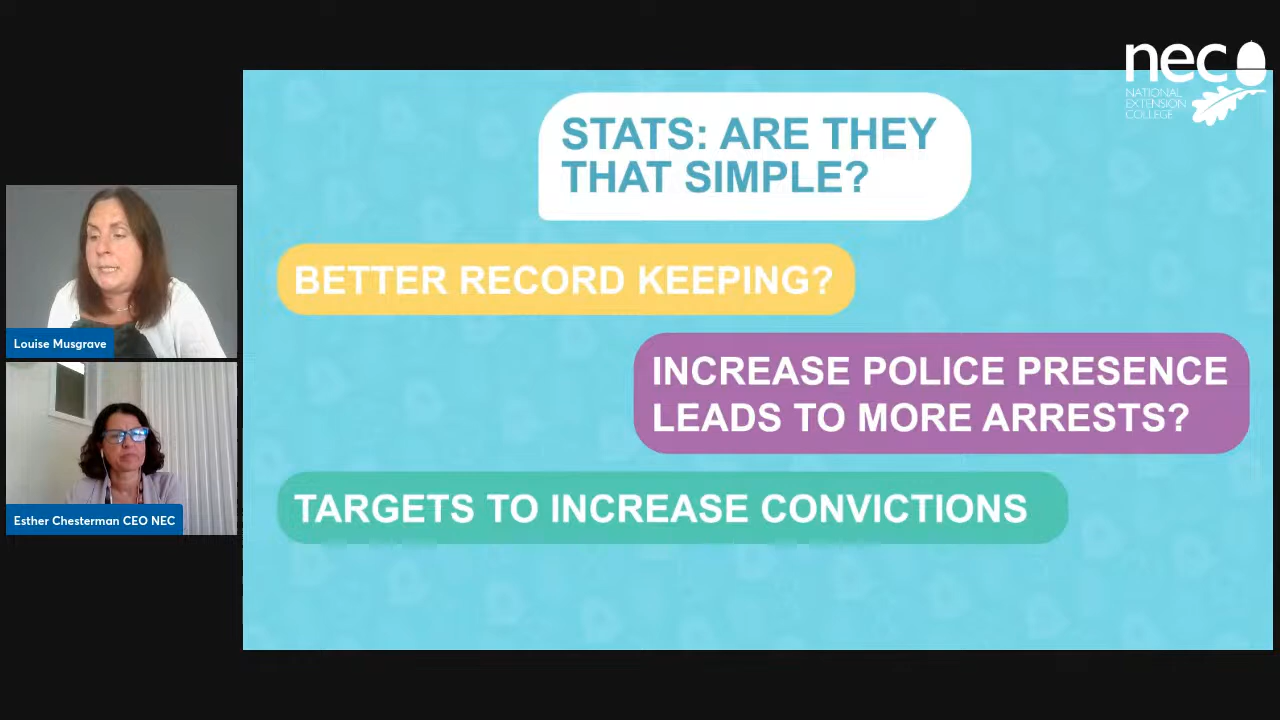 nec
NATIONAL
EXTENSION
COLLEGE
STATS: ARE THEY
THAT SIMPLE?
BETTER RECORD KEEPING?
INCREASE POLICE PRESENCE
LEADS TO MORE ARRESTS?
TARGETS TO INCREASE CONVICTIONS
Louise Musgrave
Esther Chesterman CEO NEC